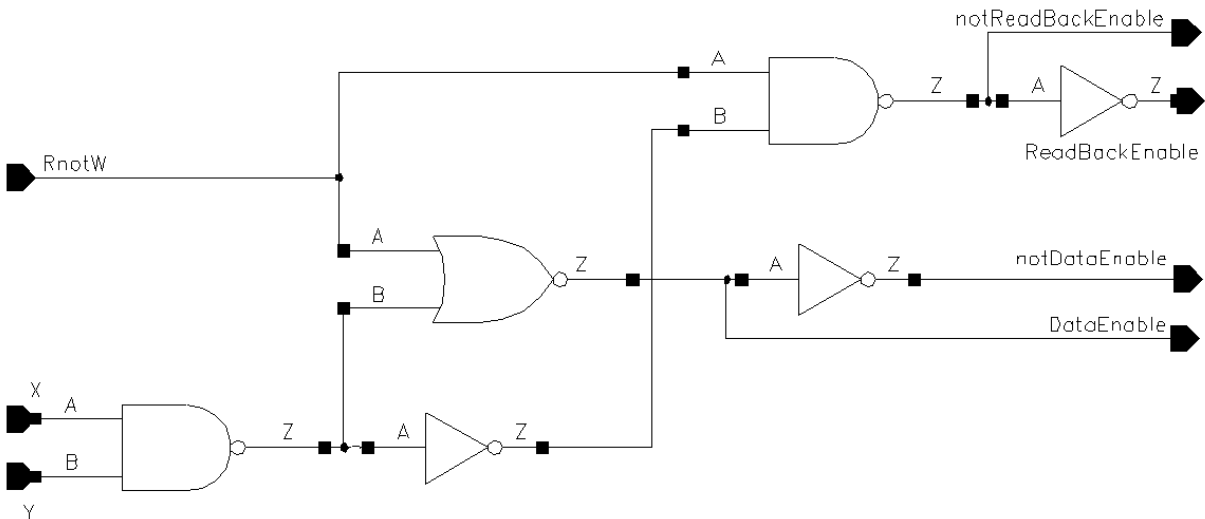 notReadBackEnable
A
Z
A
Z
B
ReadBackEnable
RnotW
A
Z
A
Z
notDataEnable
B
DataEnable
X
A
Z
A
Z
B
Y